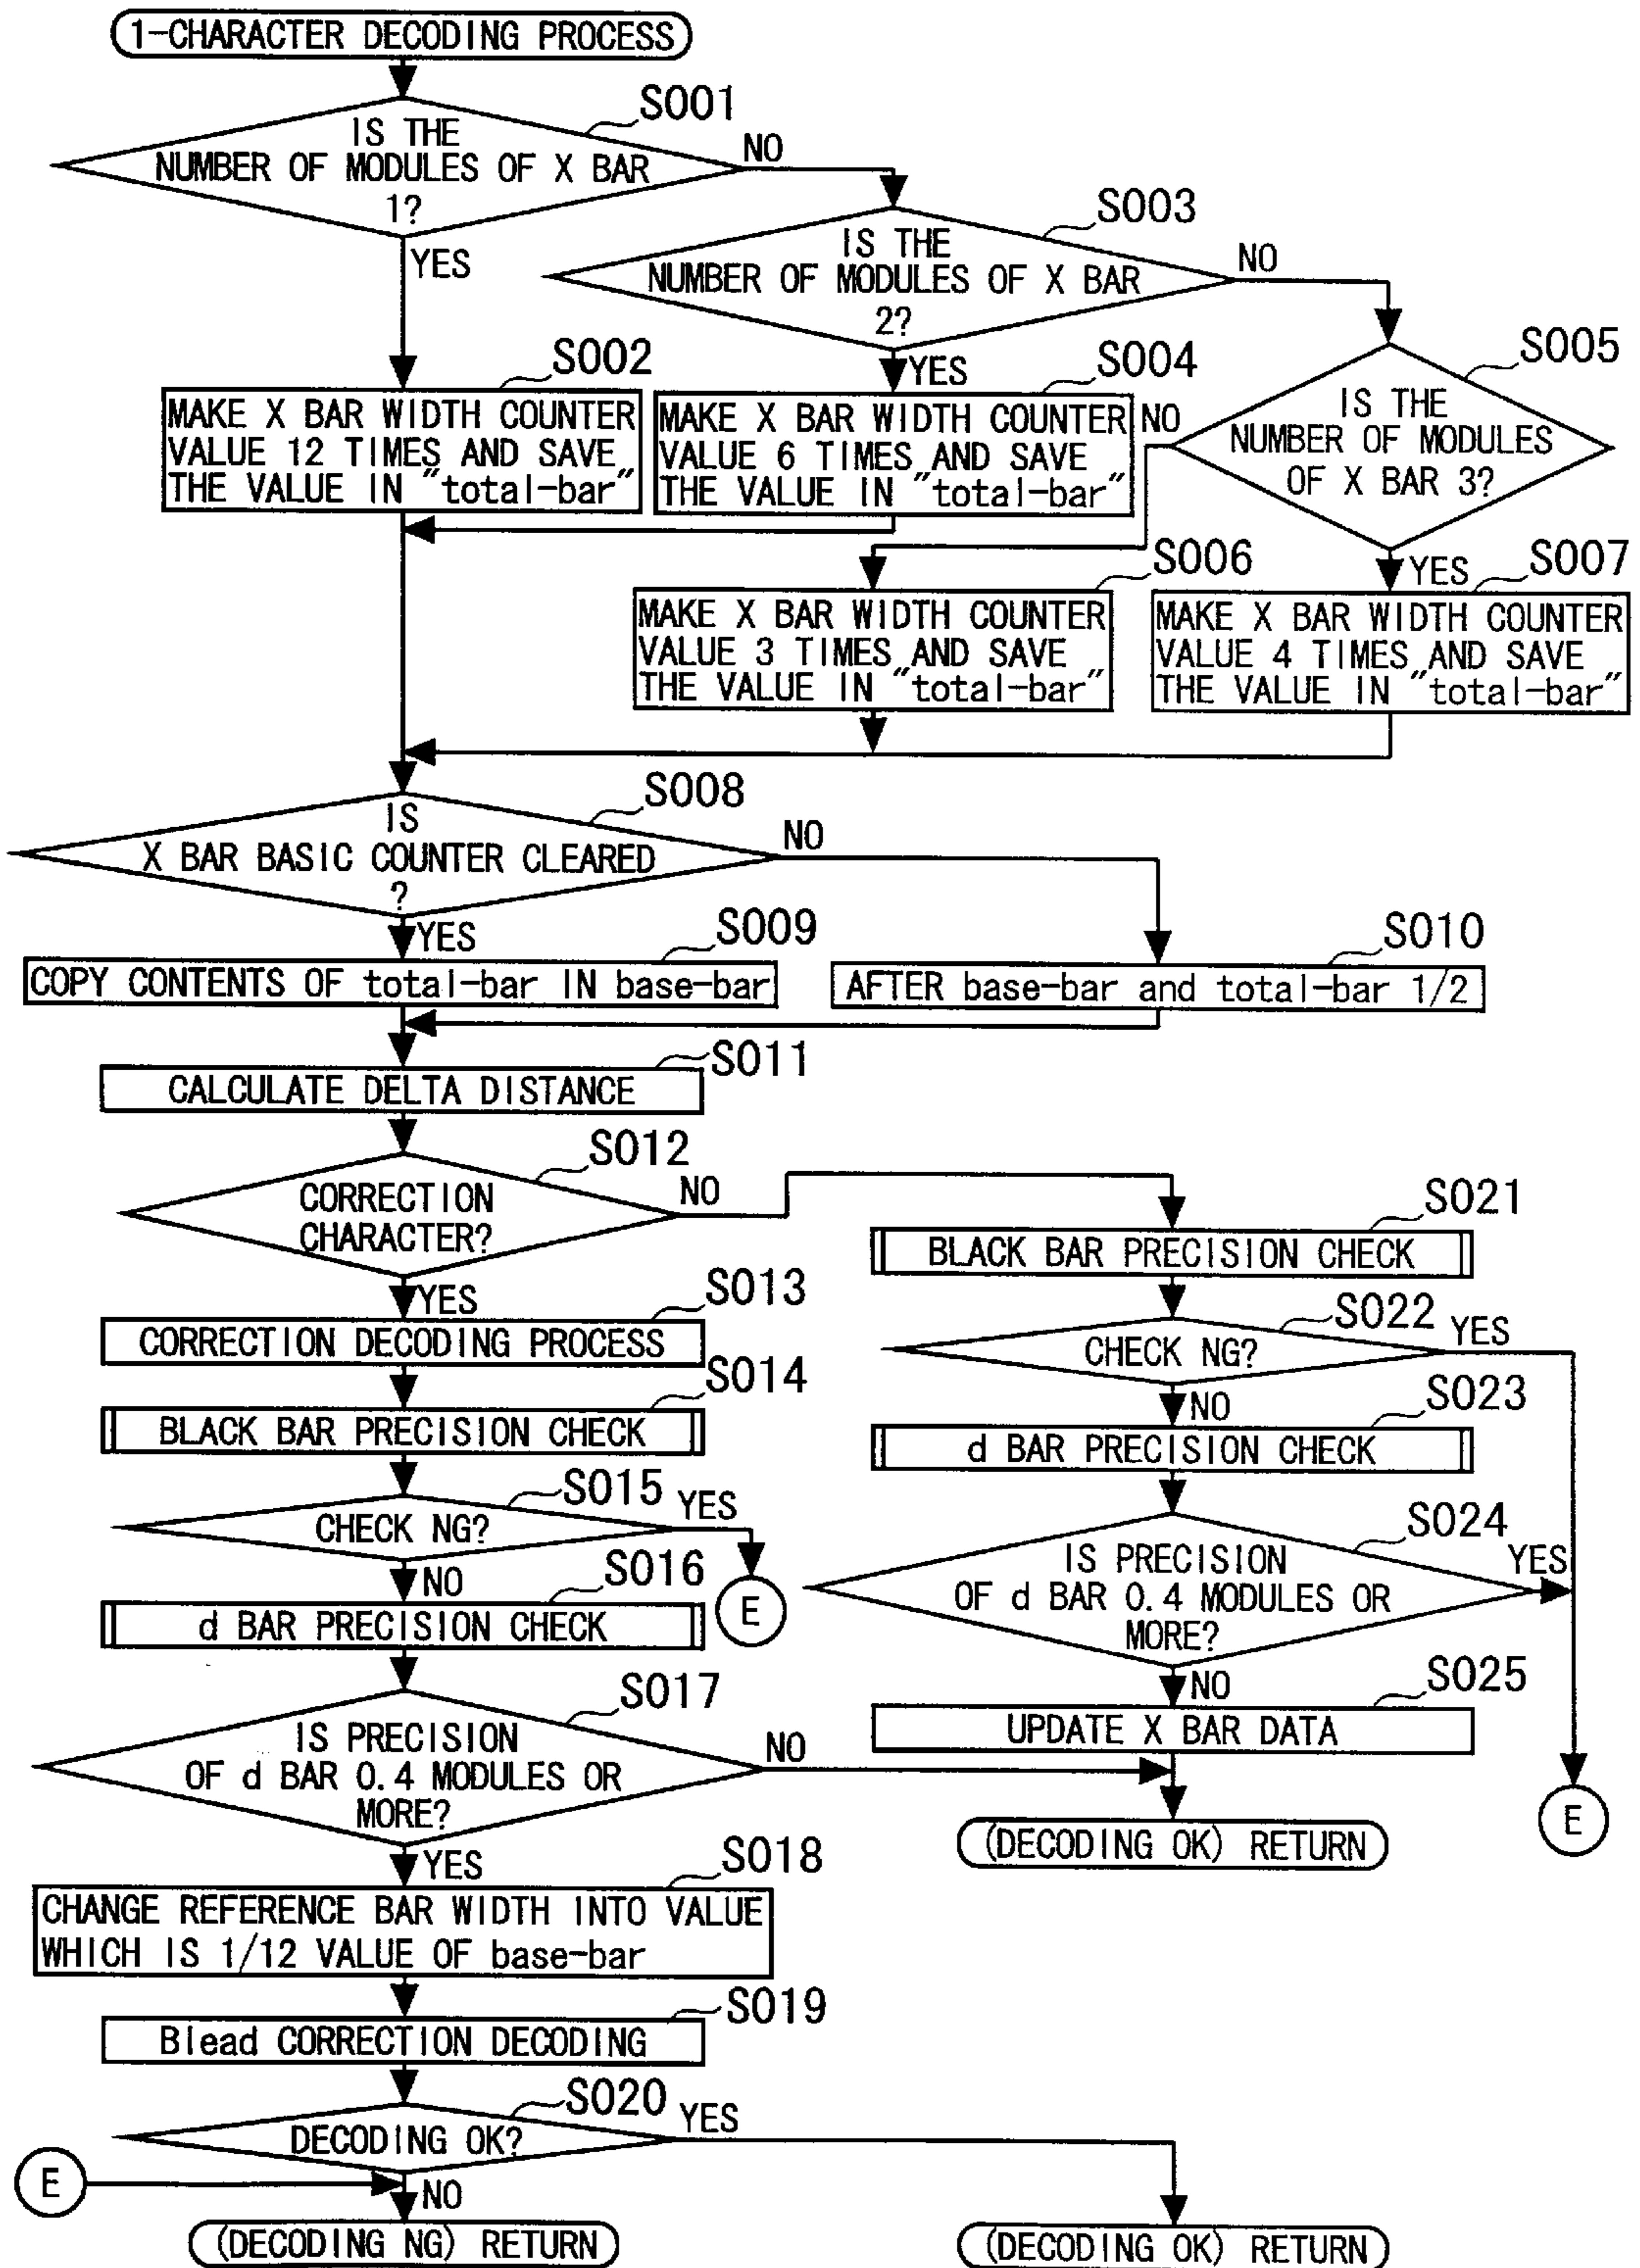 1-CHARACTER DECODING PROCESS
S001
IS THE
NUMBER OF MODULES OF X BAR
1?
NO
YES
S003
IS THE
NUMBER OF MODULES OF X BAR
2?
NO
YES
S005
IS THE
NUMBER OF MODULES
OF X BAR 3?
NO
YES
S002
MAKE X BAR WIDTH COUNTER
VALUE 12 TIMES AND SAVE
THE VALUE IN "total-bar"
S004
MAKE X BAR WIDTH COUNTER
VALUE 6 TIMES AND SAVE
THE VALUE IN "total-bar"
S006
MAKE X BAR WIDTH COUNTER
VALUE 3 TIMES AND SAVE
THE VALUE IN "total-bar"
S007
MAKE X BAR WIDTH COUNTER
VALUE 4 TIMES AND SAVE
THE VALUE IN "total-bar"
S008
IS
X BAR BASIC COUNTER CLEARED
?
NO
YES
S009
COPY CONTENTS OF total-bar IN base-bar
S010
AFTER base-bar and total-bar 1/2
S011
CALCULATE DELTA DISTANCE
S012
CORRECTION
CHARACTER?
NO
YES
S013
CORRECTION DECODING PROCESS
S014
BLACK BAR PRECISION CHECK
S015
CHECK NG?
YES
E
NO
S016
d BAR PRECISION CHECK
S017
IS PRECISION
OF d BAR 0.4 MODULES OR
MORE?
NO
YES
S018
CHANGE REFERENCE BAR WIDTH INTO VALUE
WHICH IS 1/12 VALUE OF base-bar
S019
Blead CORRECTION DECODING
S020
DECODING OK?
YES
E
NO
(DECODING NG) RETURN
(DECODING OK) RETURN
S021
BLACK BAR PRECISION CHECK
S022
CHECK NG?
YES
NO
S023
d BAR PRECISION CHECK
S024
IS PRECISION
OF d BAR 0.4 MODULES OR
MORE?
YES
NO
S025
UPDATE X BAR DATA
(DECODING OK) RETURN
E